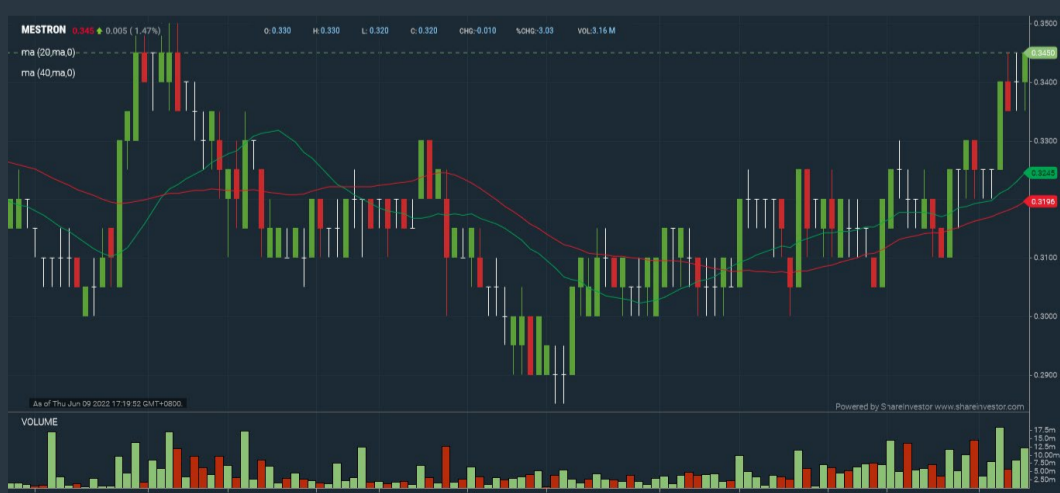 MESTRON 0.345 0.005 ( 1.47%) O: 0.330 H: 0.330 L: 0.320 C: 0.320 CHG:-0.010 %CHG:-3.03 VOL:3.16 M
ma (20,ma,0)
ma (40,ma,0)
0.3500
0.3450
0.3400
0.3300
0.3245
0.3196
0.3100
0.3000
0.2900
As of Thu Jun 09 2022 17:19:52 GMT+0800.
Powered by ShareInvestor www.shareinvestor.com
VOLUME
17.5m
15.0m
12.5m
10.0m
7.50m
5.00m
2.50m